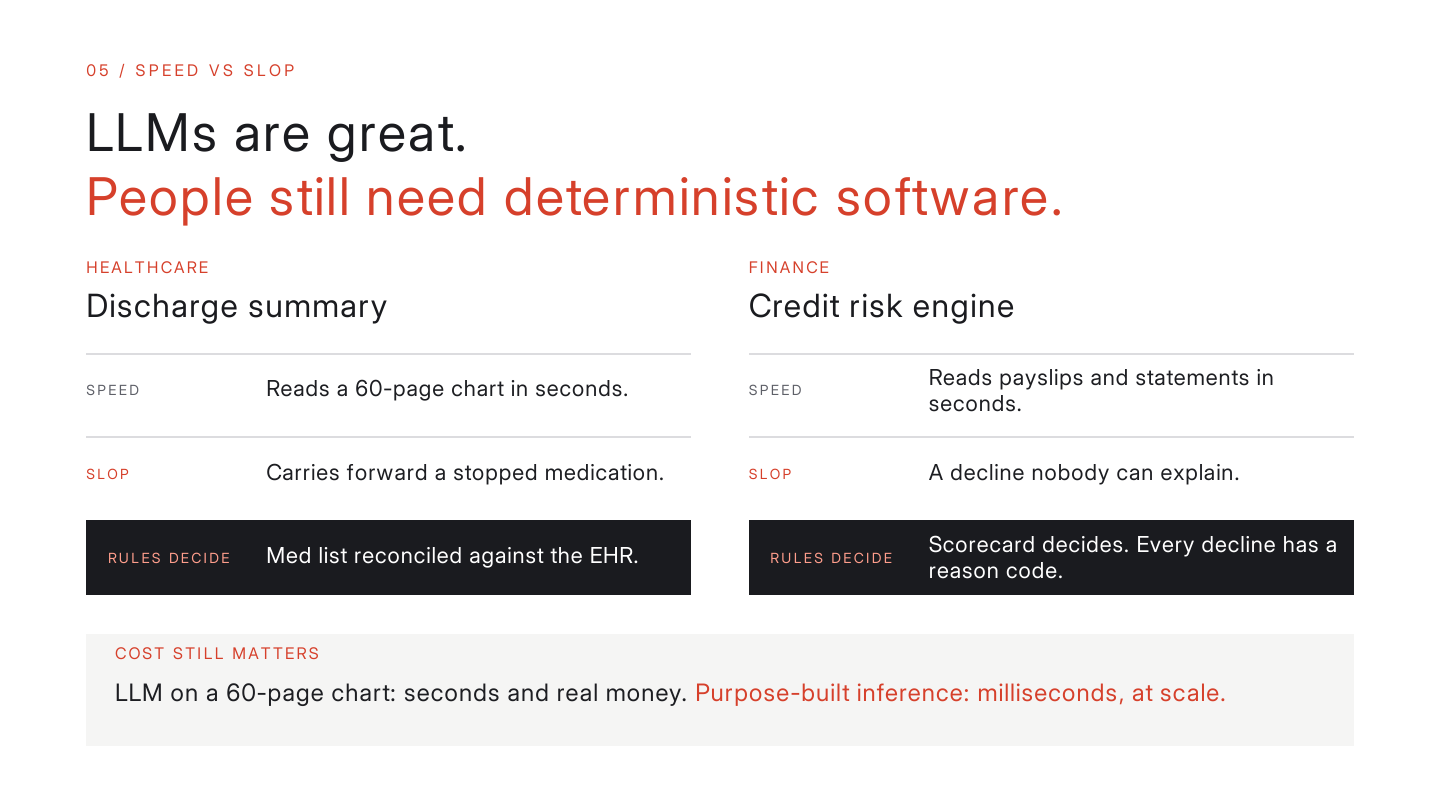 05 / SPEED VS SLOP
LLMs are great.
People still need deterministic software.
HEALTHCARE
Discharge summary
SPEED
Reads a 60-page chart in seconds.
SLOP
Carries forward a stopped medication.
RULES DECIDE
Med list reconciled against the EHR.
FINANCE
Credit risk engine
SPEED
Reads payslips and statements in
seconds.
SLOP
A decline nobody can explain.
RULES DECIDE
Scorecard decides. Every decline has a
reason code.
COST STILL MATTERS
LLM on a 60-page chart: seconds and real money. Purpose-built inference: milliseconds, at scale.